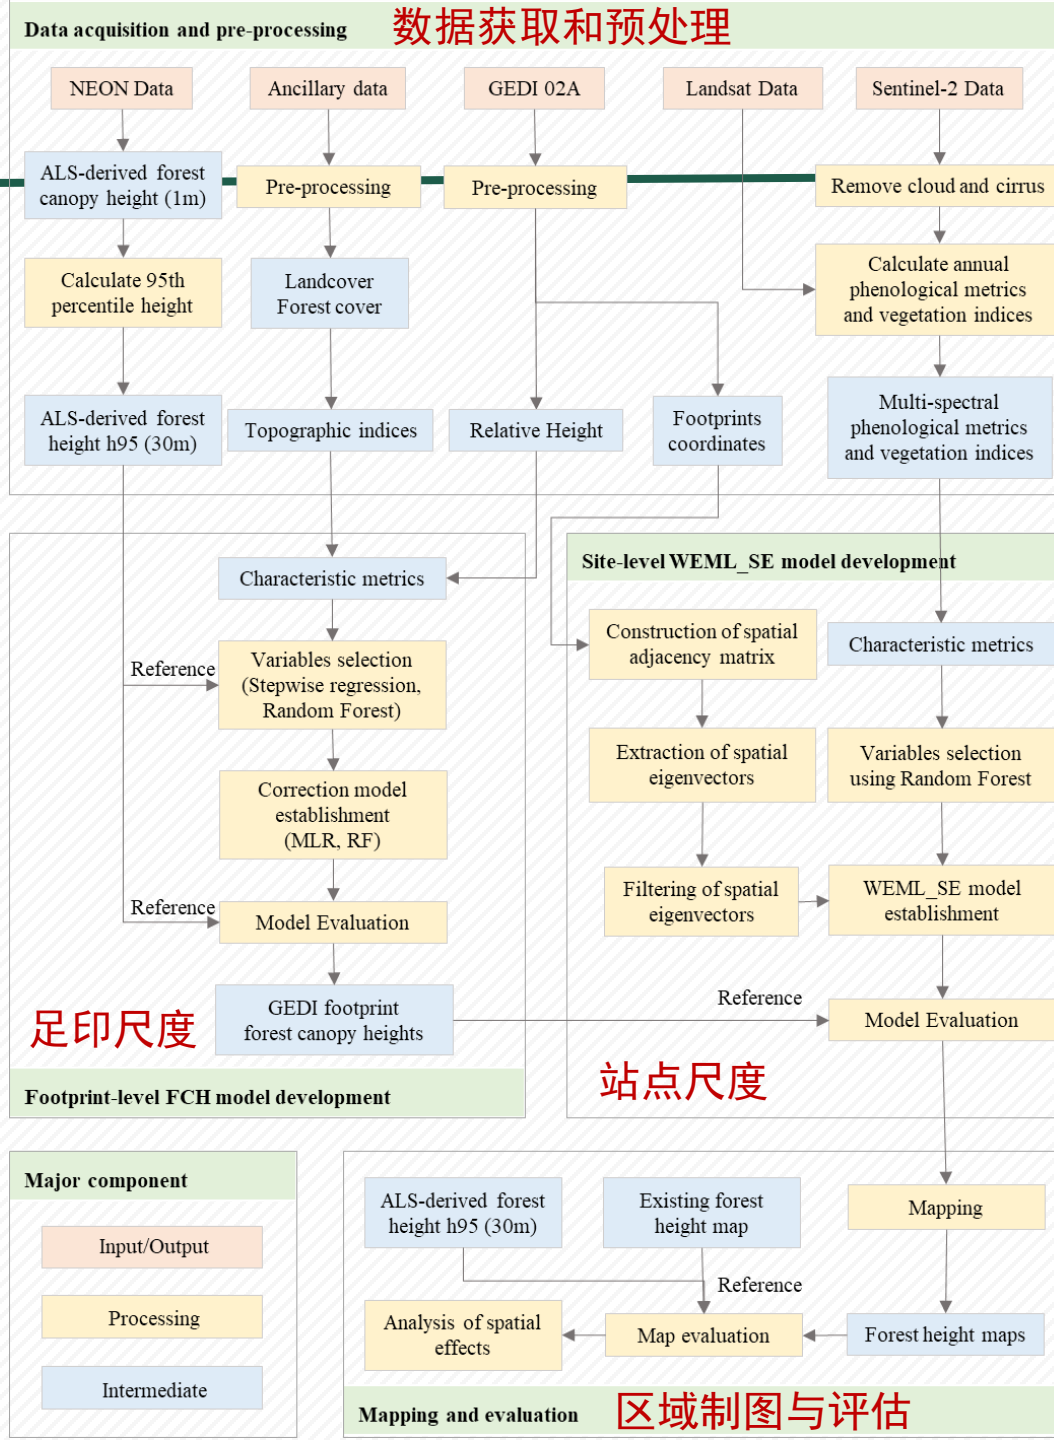 Data acquisition and pre-processing 数据获取和预处理
NEON Data
Ancillary data
GEDI 02A
Landsat Data
Sentinel-2 Data
ALS-derived forest
canopy height (1m)
Pre-processing
Pre-processing
Remove cloud and cirrus
Calculate 95th
percentile height
Landcover
Forest cover
Calculate annual
phenological metrics
and vegetation indices
ALS-derived forest
height h95 (30m)
Topographic indices
Relative Height
Footprints
coordinates
Multi-spectral
phenological metrics
and vegetation indices
Characteristic metrics
Reference
Variables selection
(Stepwise regression,
Random Forest)
Correction model
establishment
(MLR, RF)
Reference
Model Evaluation
GEDI footprint
forest canopy heights
足印尺度
Footprint-level FCH model development
Site-level WEML_SE model development
Construction of spatial
adjacency matrix
Characteristic metrics
Extraction of spatial
eigenvectors
Variables selection
using Random Forest
Filtering of spatial
eigenvectors
WEML_SE model
establishment
Reference
Model Evaluation
站点尺度
Major component
Input/Output
Processing
Intermediate
ALS-derived forest
height h95 (30m)
Existing forest
height map
Mapping
Reference
Analysis of spatial
effects
Map evaluation
Forest height maps
Mapping and evaluation 区域制图与评估